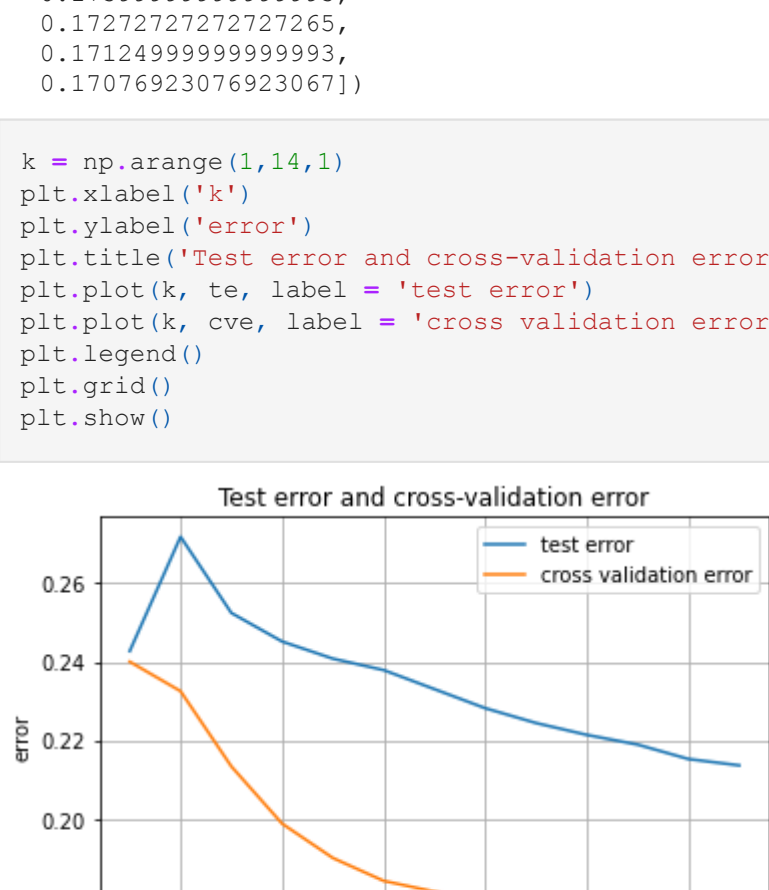 0.17272727272727265,
0.17124999999999993,
0.17076923076923067])
k = np.arange(1,14,1)
plt.xlabel('k')
plt.ylabel('error')
plt.title('Test error and cross-validation error
plt.plot(k, te, label = 'test error')
plt.plot(k, cve, label = 'cross validation error
plt.legend()
plt.grid()
plt.show()
Test error and cross-validation error
test error
cross validation error
0.26
0.24
0.22
0.20
error